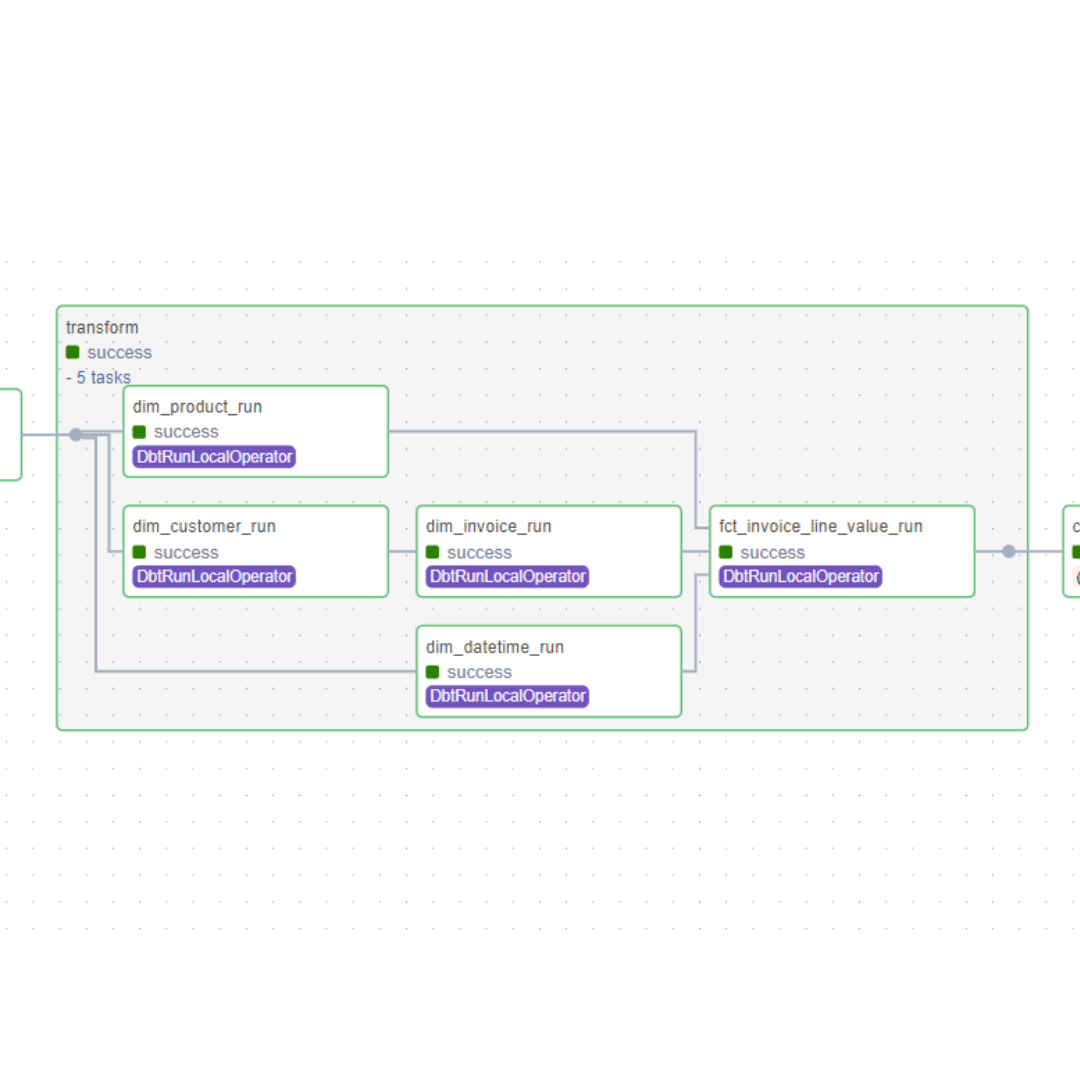 transform
success
- 5 tasks
dim_product_run
success
DbtRunLocalOperator
dim_customer_run
success
DbtRunLocalOperator
dim_invoice_run
success
DbtRunLocalOperator
fct_invoice_line_value_run
success
DbtRunLocalOperator
dim_datetime_run
success
DbtRunLocalOperator